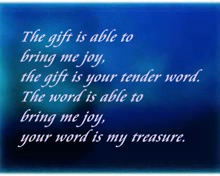 The gift is able to
bring me joy,
the gift is your tender word.
The word is able to
bring me joy,
your word is my treasure.